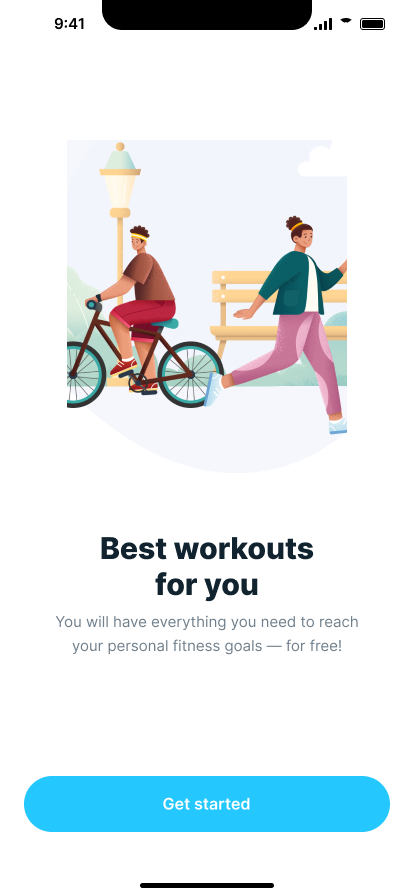 9:41
Best workouts
for you
You will have everything you need to reach
your personal fitness goals — for free!
Get started